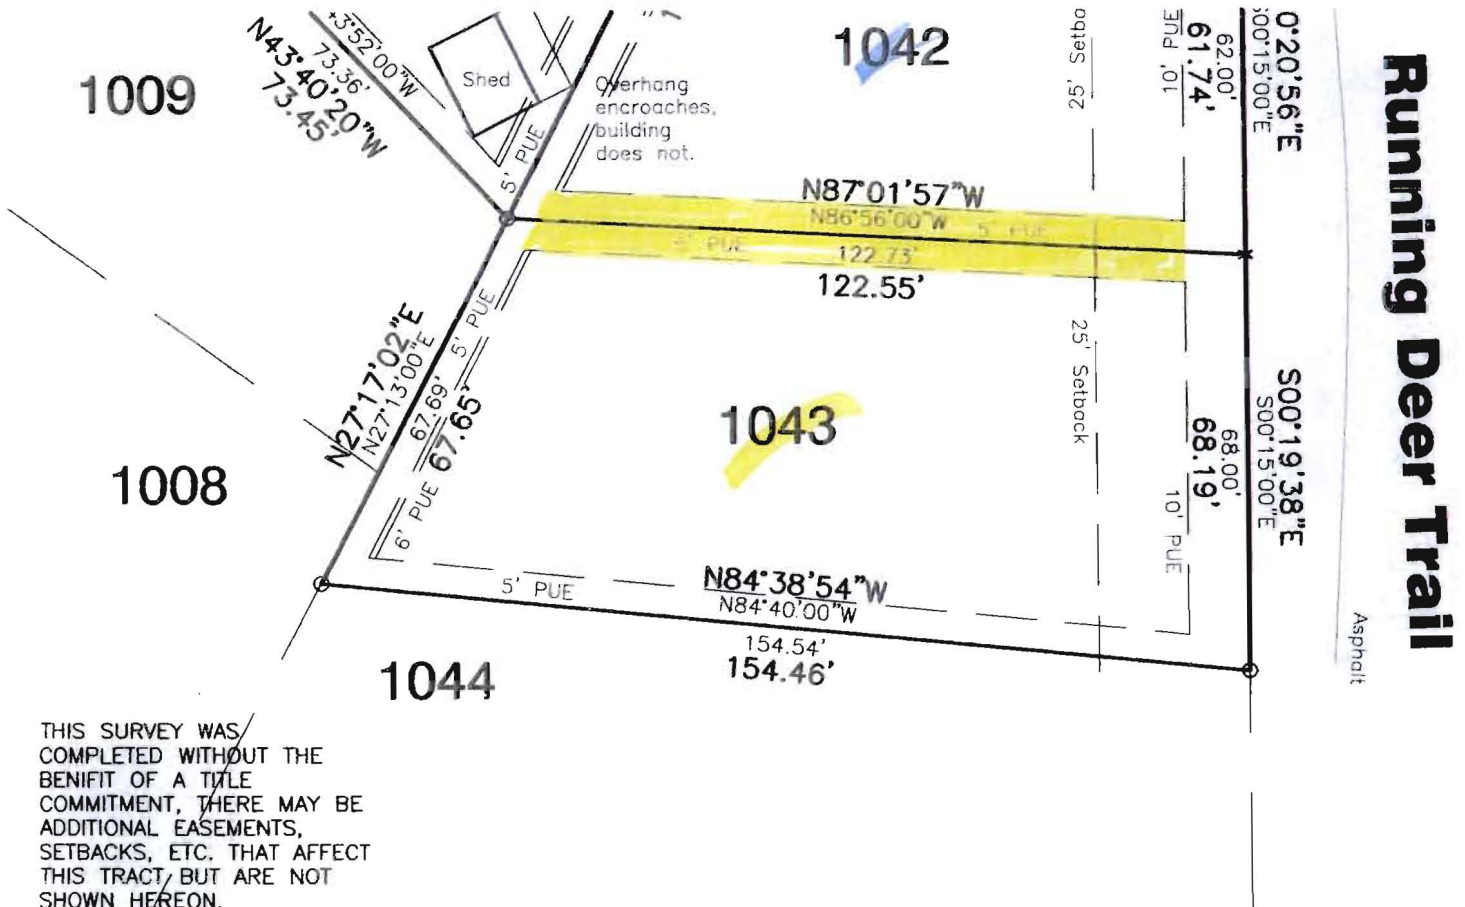 1009
N43°40'20"W
73.36'
73.45'
Shed
5' PUE
Overhang
encroaches,
building
does not.
1042
25' Setba
10' PUE
61.74'
62.00'
0°20'56"E
00°15'00"E
Running Deer Trail
N87°01'57"W
N86°56'00"W
5' PUE
5' PUE
122.73'
122.55'
N27°17'02"E
N27°13'00"E
67.69'
67.65'
5' PUE
6' PUE
1043
25' Setback
10' PUE
68.19'
68.00'
S00°19'38"E
S00°15'00"E
Asphalt
1008
5' PUE
N84°38'54"W
N84°40'00"W
154.54'
154.46'
1044
THIS SURVEY WAS
COMPLETED WITHOUT THE
BENIFIT OF A TITLE
COMMITMENT, THERE MAY BE
ADDITIONAL EASEMENTS,
SETBACKS, ETC. THAT AFFECT
THIS TRACT BUT ARE NOT
SHOWN HEREON.